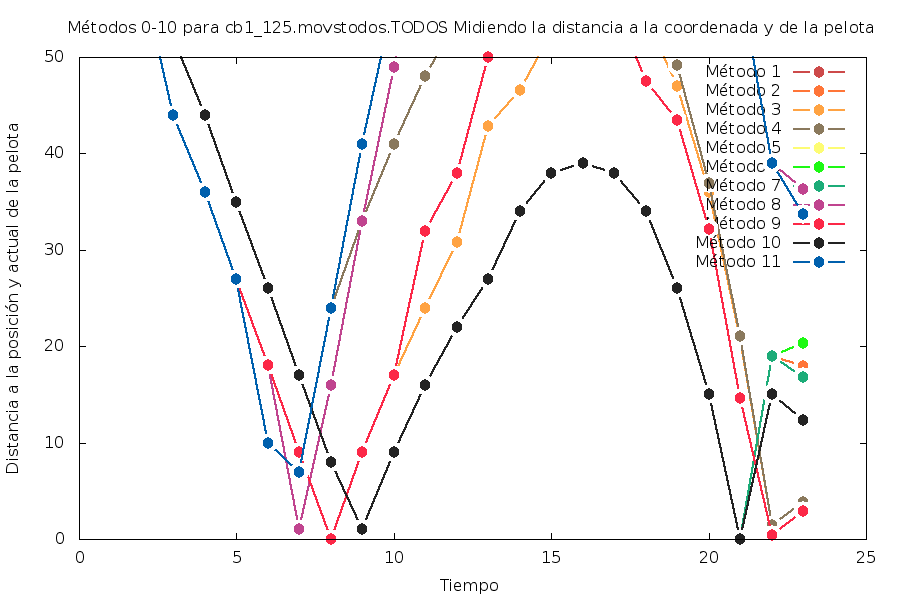 Métodos 0-10 para cb1_125.movstodos.TODOS Midiendo la distancia a la coordenada y de la pelota
Distancia a la posición y actual de la pelota
50
40
30
20
10
0
0 5 10 15 20 25
Tiempo
Método 1
Método 2
Método 3
Método 4
Método 5
Método
Método 7
Método 8
Método 9
Método 10
Método 11